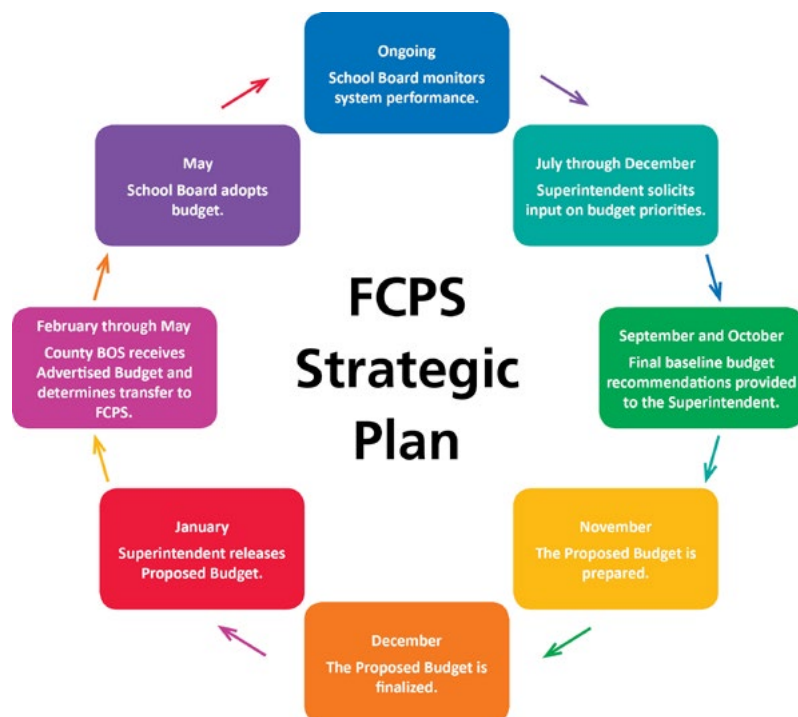 Ongoing
School Board monitors
system performance.
July through December
Superintendent solicits
input on budget priorities.
September and October
Final baseline budget
recommendations provided
to the Superintendent.
November
The Proposed Budget is
prepared.
December
The Proposed Budget is
finalized.
January
Superintendent releases
Proposed Budget.
February through May
County BOS receives
Advertised Budget and
determines transfer to
FCPS.
May
School Board adopts
budget.
FCPS
Strategic
Plan